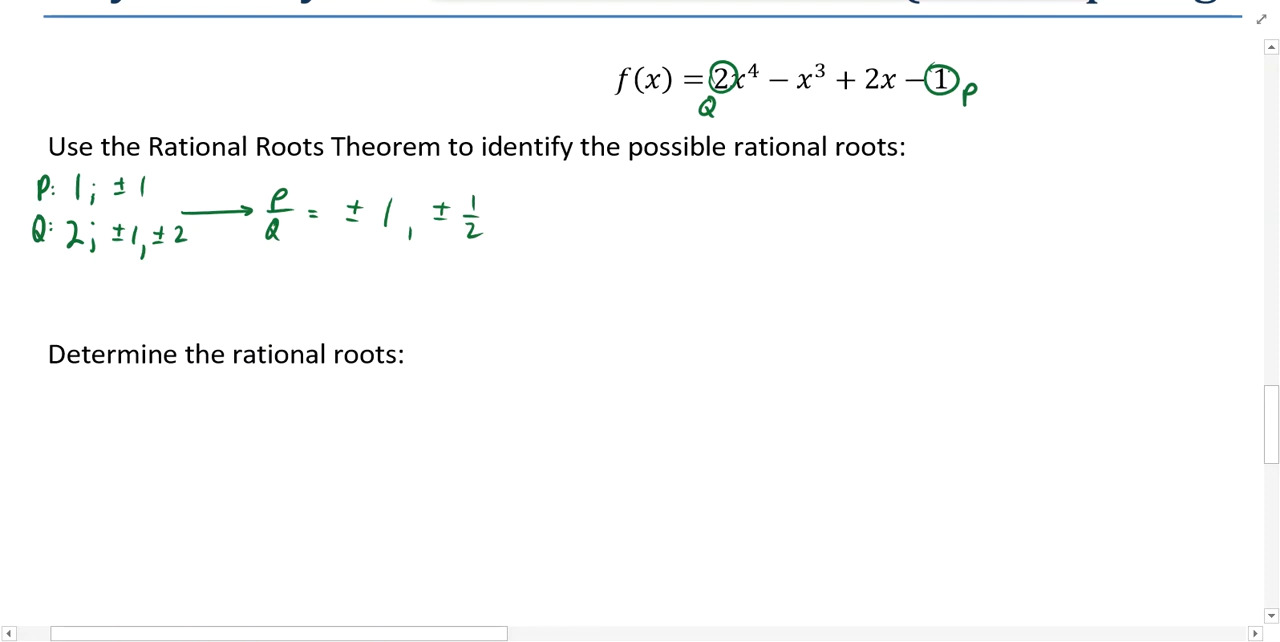 f(x) = 2x⁴ − x³ + 2x − 1 P
Q
Use the Rational Roots Theorem to identify the possible rational roots:
P: 1; ± 1
Q: 2; ± 1, ± 2 → P/Q = ± 1, ± 1/2
Determine the rational roots: